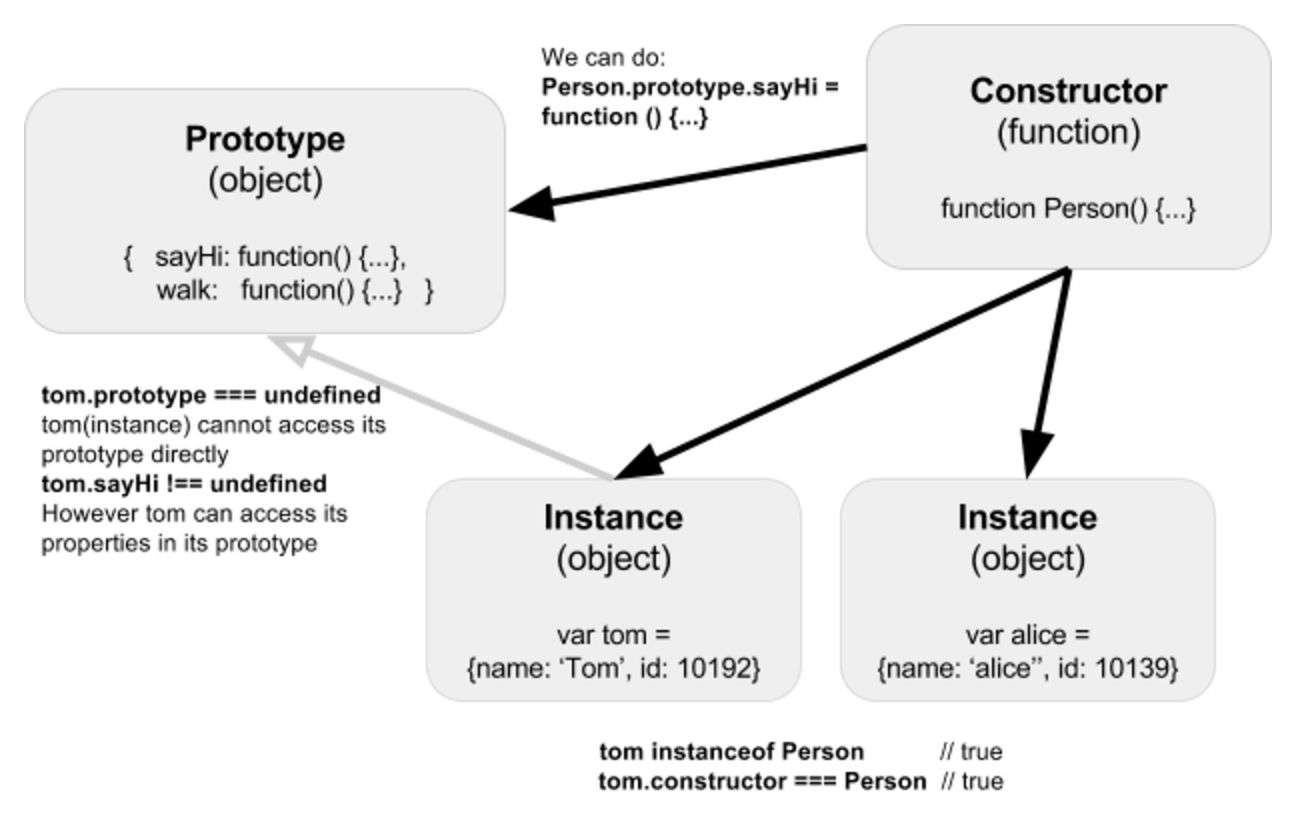 We can do:
Person.prototype.sayHi =
function () {...}
Constructor
(function)
function Person() {...}
Prototype
(object)
{ sayHi: function() {...},
walk: function() {...} }
tom.prototype === undefined
tom(instance) cannot access its
prototype directly
tom.sayHi !== undefined
However tom can access its
properties in its prototype
Instance
(object)
var tom =
{name: ‘Tom’, id: 10192}
Instance
(object)
var alice =
{name: ‘alice’’, id: 10139}
tom instanceof Person // true
tom.constructor === Person // true